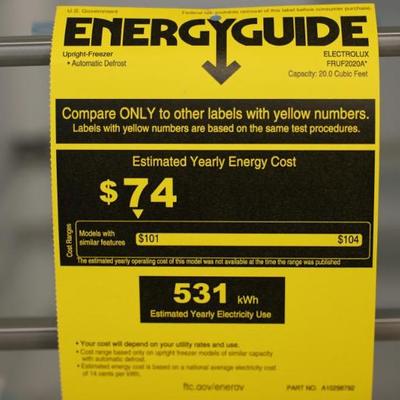 U.S. Government
Federal law prohibits removal of this label before consumer purchase.
ENERGYGUIDE
Upright-Freezer
• Automatic Defrost
ELECTROLUX
FRUF2020A*
Capacity: 20.0 Cubic Feet
Compare ONLY to other labels with yellow numbers.
Labels with yellow numbers are based on the same test procedures.
Estimated Yearly Energy Cost
$74
Cost Ranges
Models with
similar features
$101
$104
The estimated yearly operating cost of this model was not available at the time the range was published
531 kWh
Estimated Yearly Electricity Use
• Your cost will depend on your utility rates and use.
• Cost range based only on upright freezer models of similar capacity
with automatic defrost.
• Estimated energy cost is based on a national average electricity cost
of 14 cents per kWh.
ftc.gov/energy
PART NO. A10298792